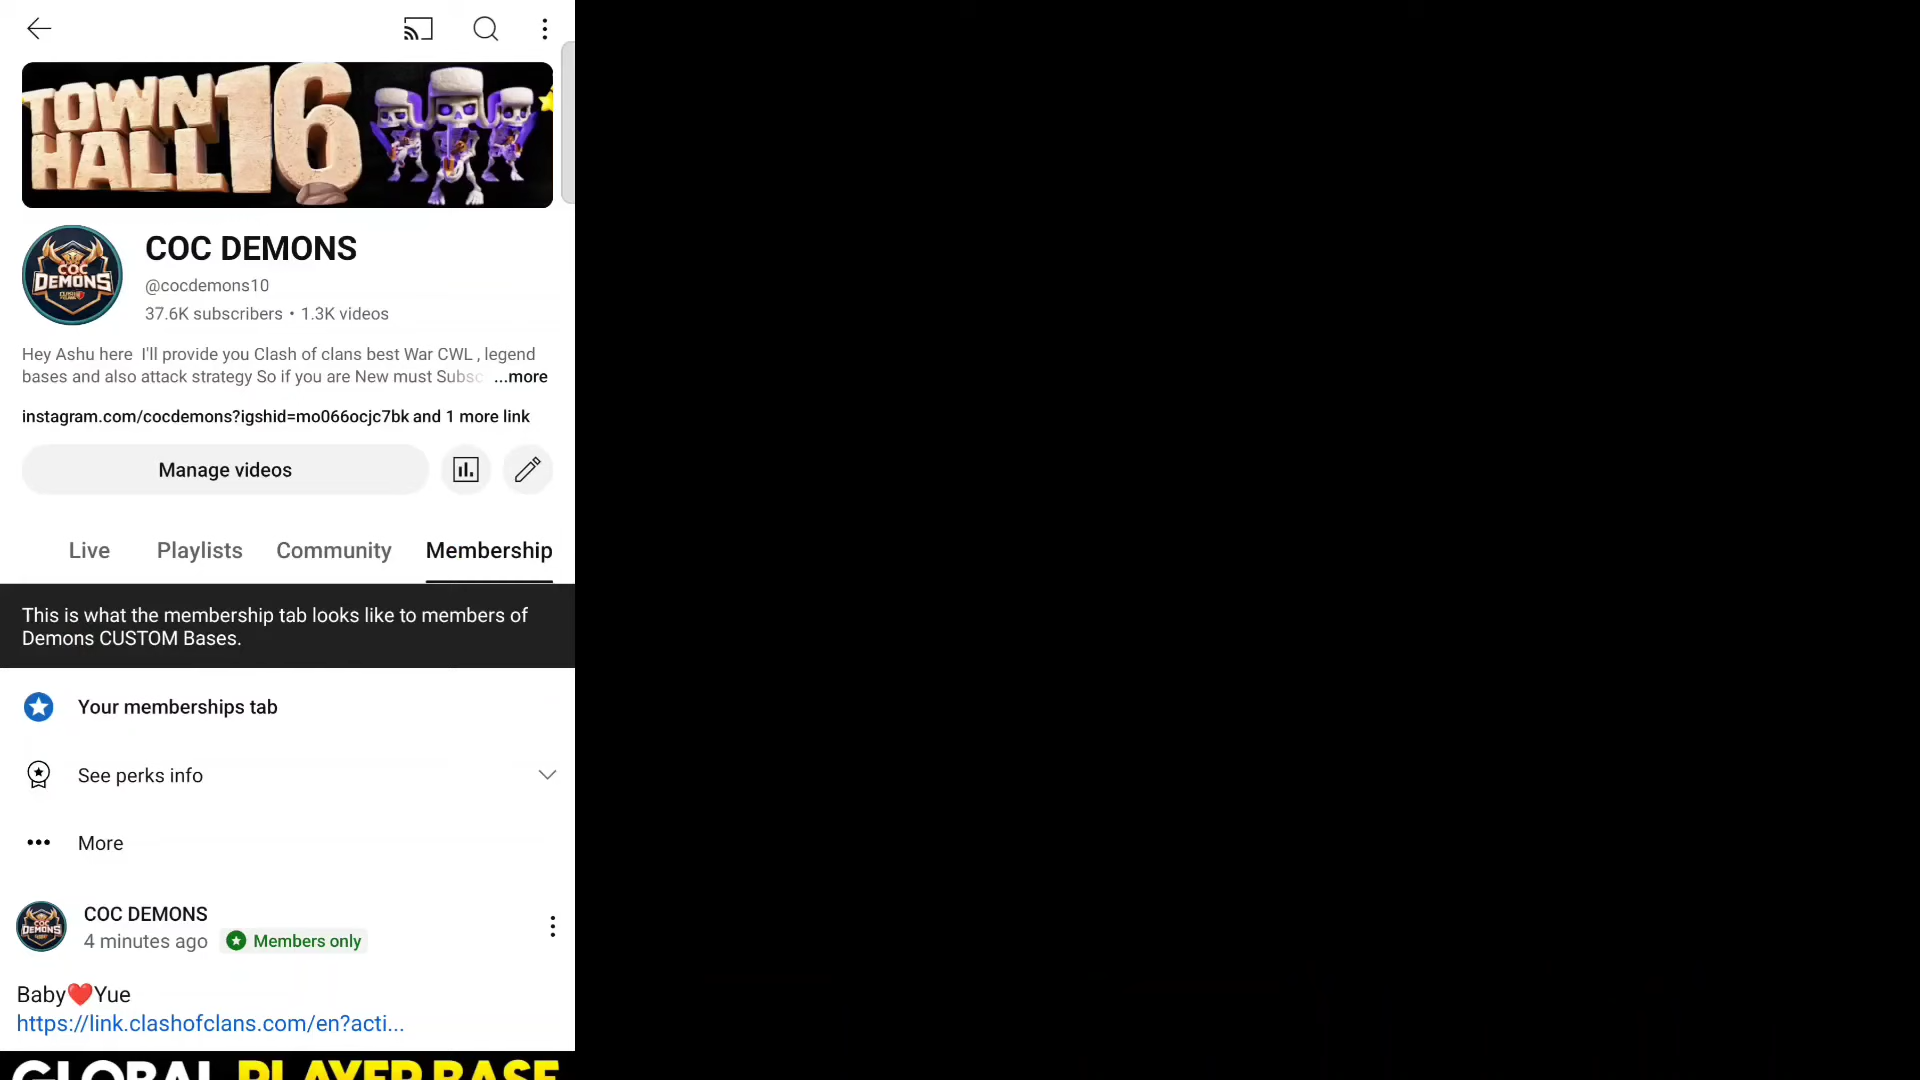 TOWN
HALL 16
COC
DEMONS
COC DEMONS
@cocdemons10
37.6K subscribers • 1.3K videos
Hey Ashu here I'll provide you Clash of clans best War CWL , legend
bases and also attack strategy So if you are New must Subsc ...more
instagram.com/cocdemons?igshid=mo066ocjc7bk and 1 more link
Manage videos
Live Playlists Community Membership
This is what the membership tab looks like to members of
Demons CUSTOM Bases.
Your memberships tab
See perks info
More
COC
DEMONS
COC DEMONS
4 minutes ago Members only
Baby❤️Yue
https://link.clashofclans.com/en?acti...
GLOBAL PLAYER BASE